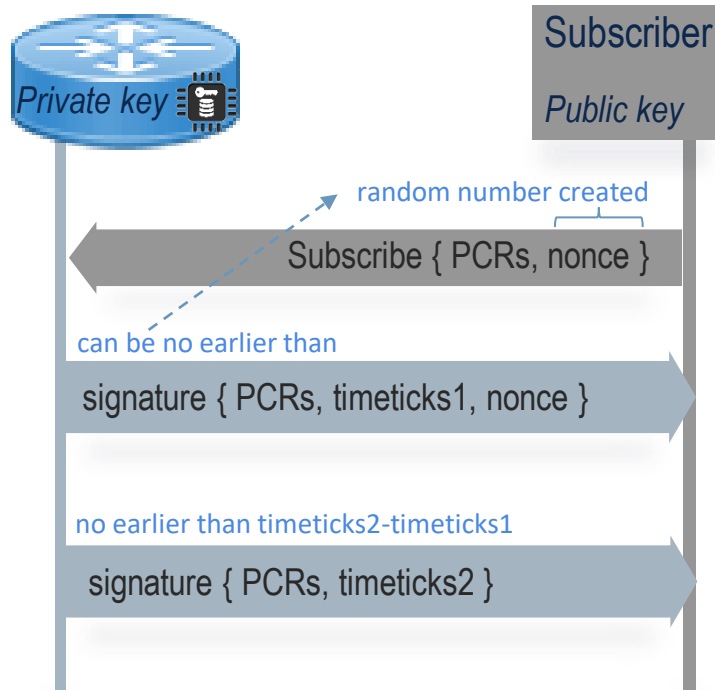 Subscriber
Private key
Public key
random number created
Subscribe { PCRs, nonce }
can be no earlier than
signature { PCRs, timeticks1, nonce }
no earlier than timeticks2-timeticks1
signature { PCRs, timeticks2 }